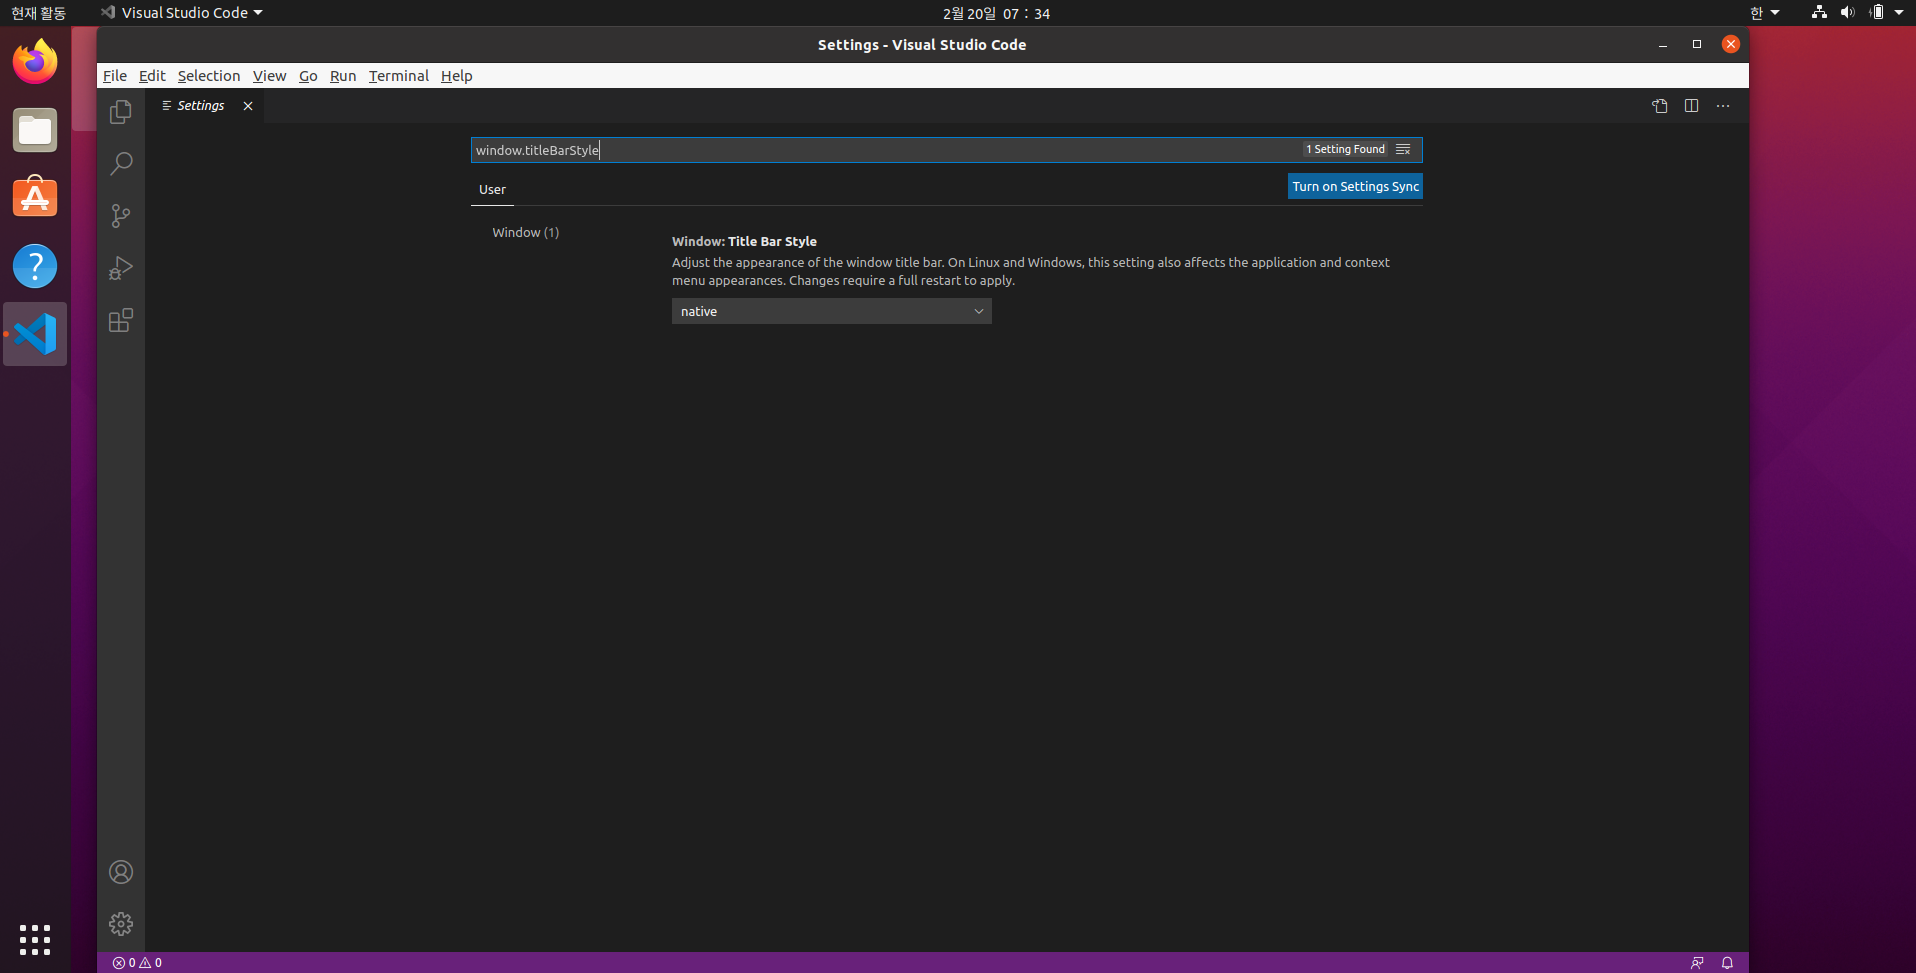 현재 활동 Visual Studio Code 2월 20일 07 : 34 한
Settings - Visual Studio Code
File Edit Selection View Go Run Terminal Help
Settings
window.titleBarStyle 1 Setting Found
User Turn on Settings Sync
Window (1)
Window: Title Bar Style
Adjust the appearance of the window title bar. On Linux and Windows, this setting also affects the application and context
menu appearances. Changes require a full restart to apply.
native
0 0